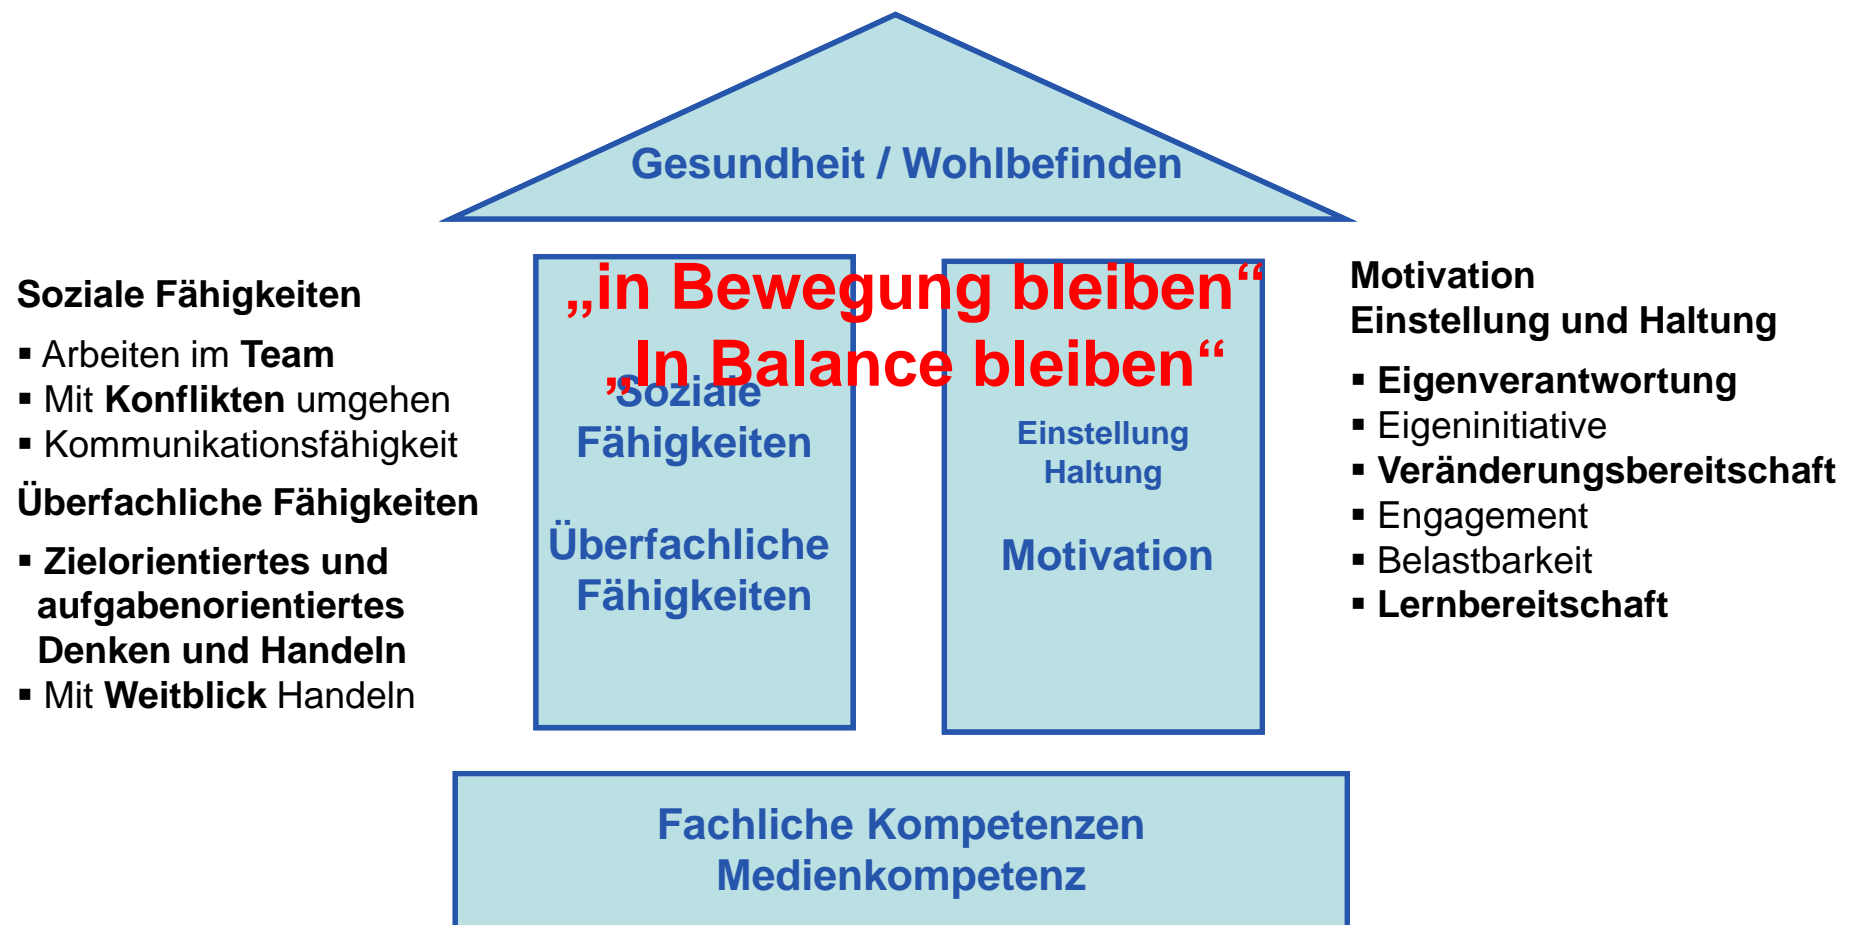 Gesundheit / Wohlbefinden
„in Bewegung bleiben“
„In Balance bleiben“
Soziale Fähigkeiten
▪ Arbeiten im Team
▪ Mit Konflikten umgehen
▪ Kommunikationsfähigkeit
Überfachliche Fähigkeiten
▪ Zielorientiertes und
aufgabenorientiertes
Denken und Handeln
▪ Mit Weitblick Handeln
Soziale
Fähigkeiten
Überfachliche
Fähigkeiten
Einstellung
Haltung
Motivation
Motivation
Einstellung und Haltung
▪ Eigenverantwortung
▪ Eigeninitiative
▪ Veränderungsbereitschaft
▪ Engagement
▪ Belastbarkeit
▪ Lernbereitschaft
Fachliche Kompetenzen
Medienkompetenz